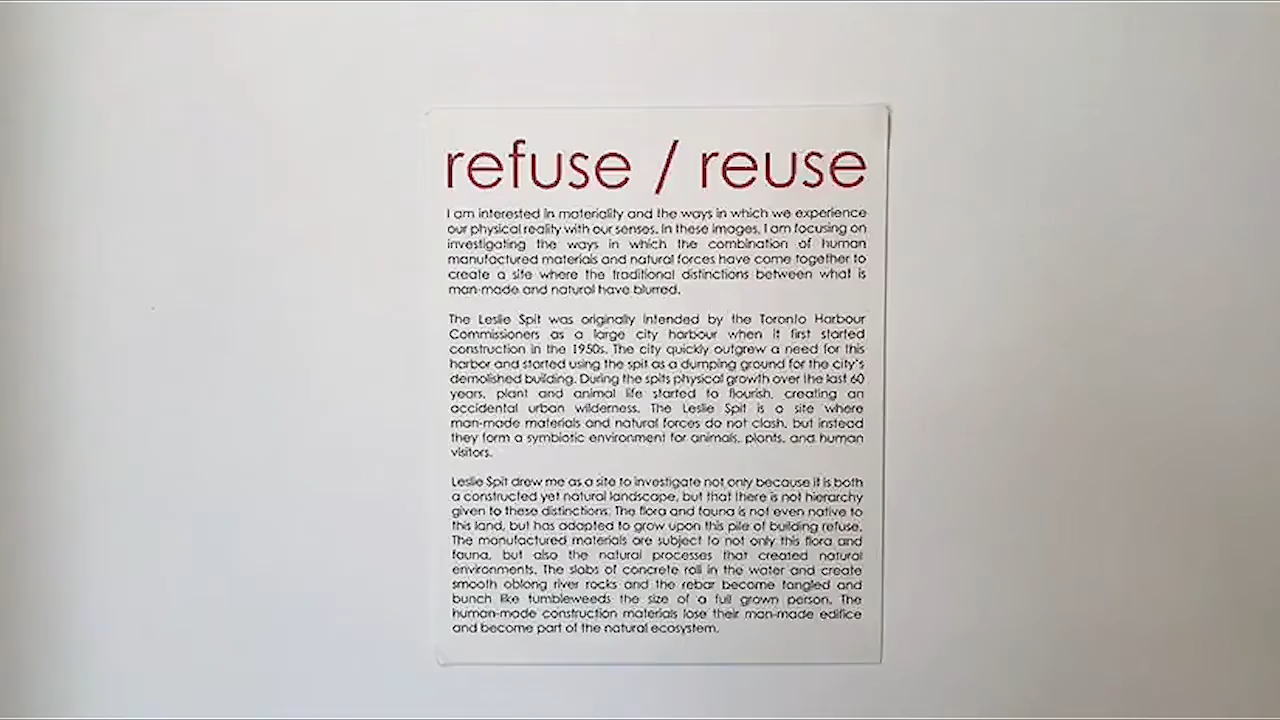 refuse / reuse
I am interested in materiality and the ways in which we experience
our physical reality with our senses. In these images, I am focusing on
investigating the ways in which the combination of human
manufactured materials and natural forces have come together to
create a site where the traditional distinctions between what is
man-made and natural have blurred.
The Leslie Spit was originally intended by the Toronto Harbour
Commissioners as a large city harbour when it first started
construction in the 1950s. The city quickly outgrew a need for this
harbor and started using the spit as a dumping ground for the city's
demolished building. During the spits physical growth over the last 60
years, plant and animal life started to flourish, creating an
accidental urban wilderness. The Leslie Spit is a site where
man-made materials and natural forces do not clash, but instead
they form a symbiotic environment for animals, plants, and human
visitors.
Leslie Spit drew me as a site to investigate not only because it is both
a constructed yet natural landscape, but that there is not hierarchy
given to these distinctions. The flora and fauna is not even native to
this land, but has adapted to grow upon this pile of building refuse.
The manufactured materials are subject to not only this flora and
fauna, but also the natural processes that created natural
environments. The slabs of concrete roll in the water and create
smooth oblong river rocks and the rebar become tangled and
bunch like tumbleweeds the size of a full grown person. The
human-made construction materials lose their man-made edifice
and become part of the natural ecosystem.